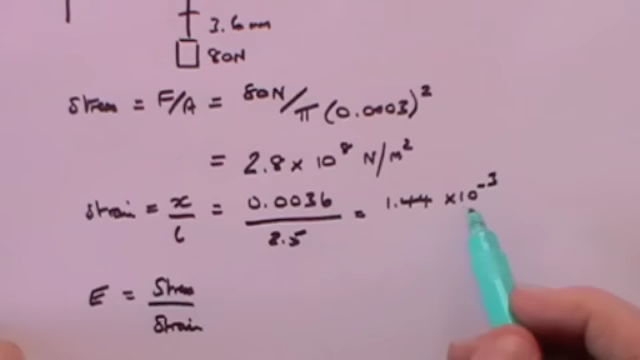 3.6mm
80N
Stress = F/A = 80N/π(0.0003)²
= 2.8 × 10⁸ N/m²
Strain = x/l = 0.0036/2.5 = 1.44 × 10⁻³
E = Stress/Strain